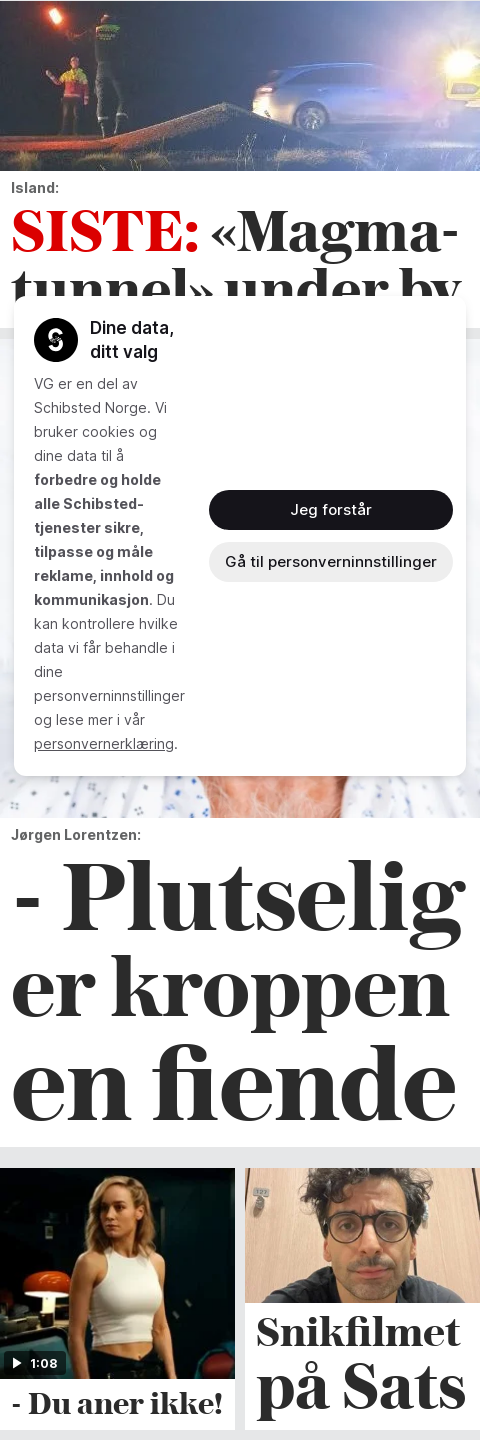 Island:
SISTE: «Magma-
tunnel» under by
Dine data,
ditt valg
VG er en del av
Schibsted Norge. Vi
bruker cookies og
dine data til å
forbedre og holde
alle Schibsted-
tjenester sikre,
tilpasse og måle
reklame, innhold og
kommunikasjon. Du
kan kontrollere hvilke
data vi får behandle i
dine
personverninnstillinger
og lese mer i vår
personvernerklæring.
Jeg forstår
Gå til personverninnstillinger
Jørgen Lorentzen:
- Plutselig
er kroppen
en fiende
1:08
- Du aner ikke!
Snikfilmet
på Sats